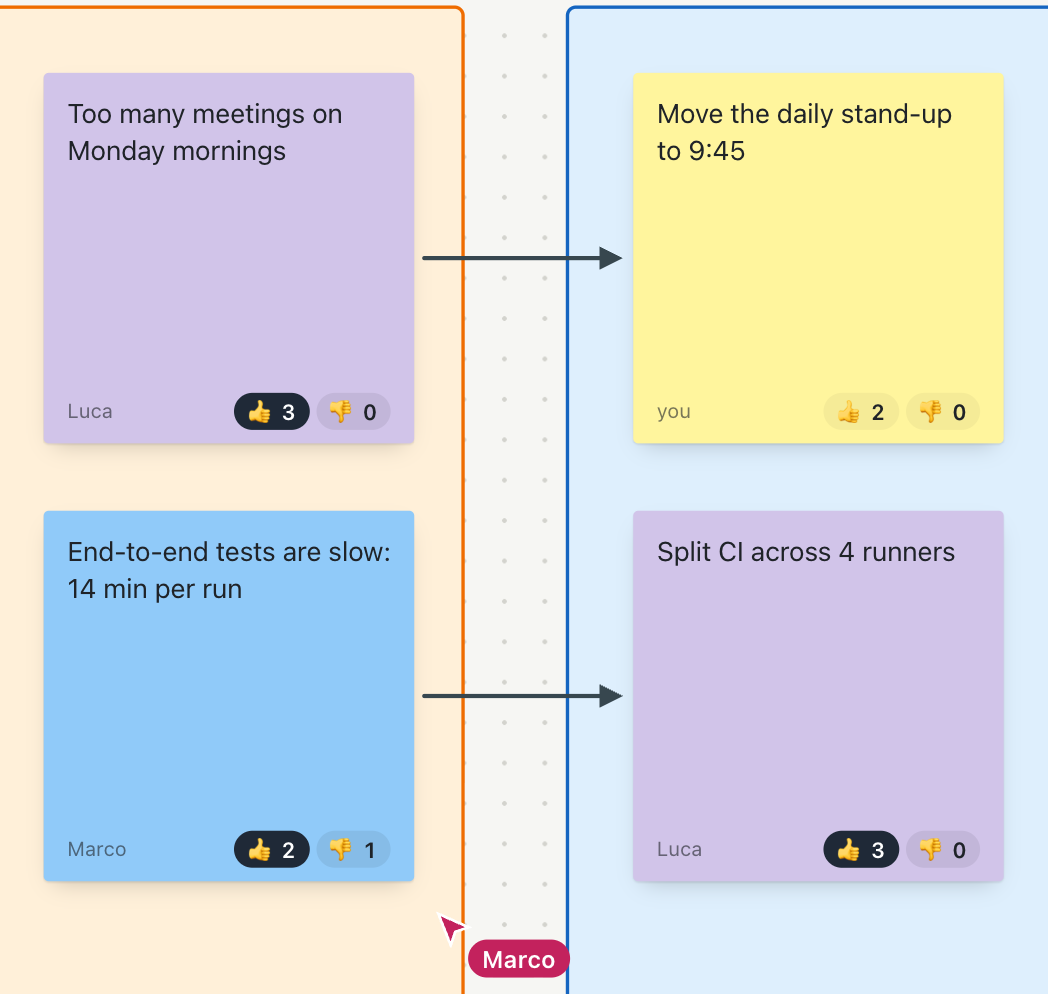 Too many meetings on
Monday mornings
Luca
👍 3
👎 0
Move the daily stand-up
to 9:45
you
👍 2
👎 0
End-to-end tests are slow:
14 min per run
Marco
👍 2
👎 1
Split CI across 4 runners
Luca
👍 3
👎 0
Marco